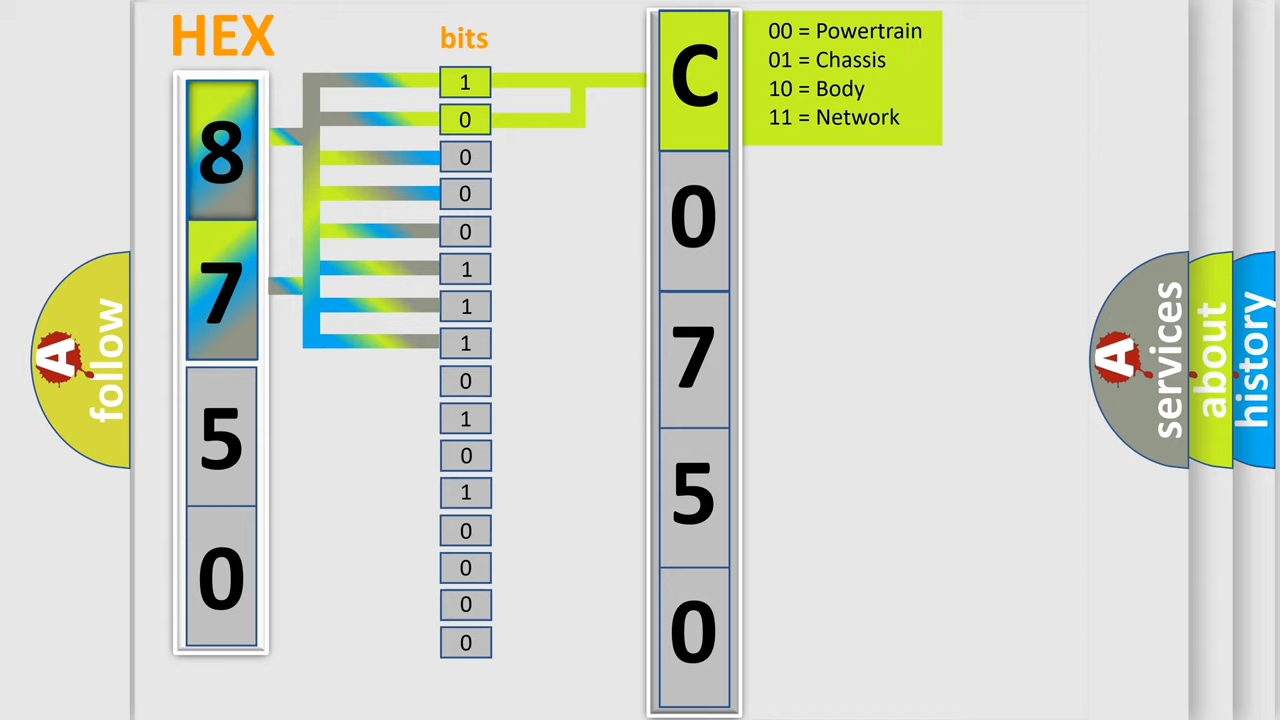 HEX
bits
8
7
5
0
1
0
0
0
0
1
1
1
0
1
0
1
0
0
0
0
C
0
7
5
0
00 = Powertrain
01 = Chassis
10 = Body
11 = Network
A
follow
A
services
about
history